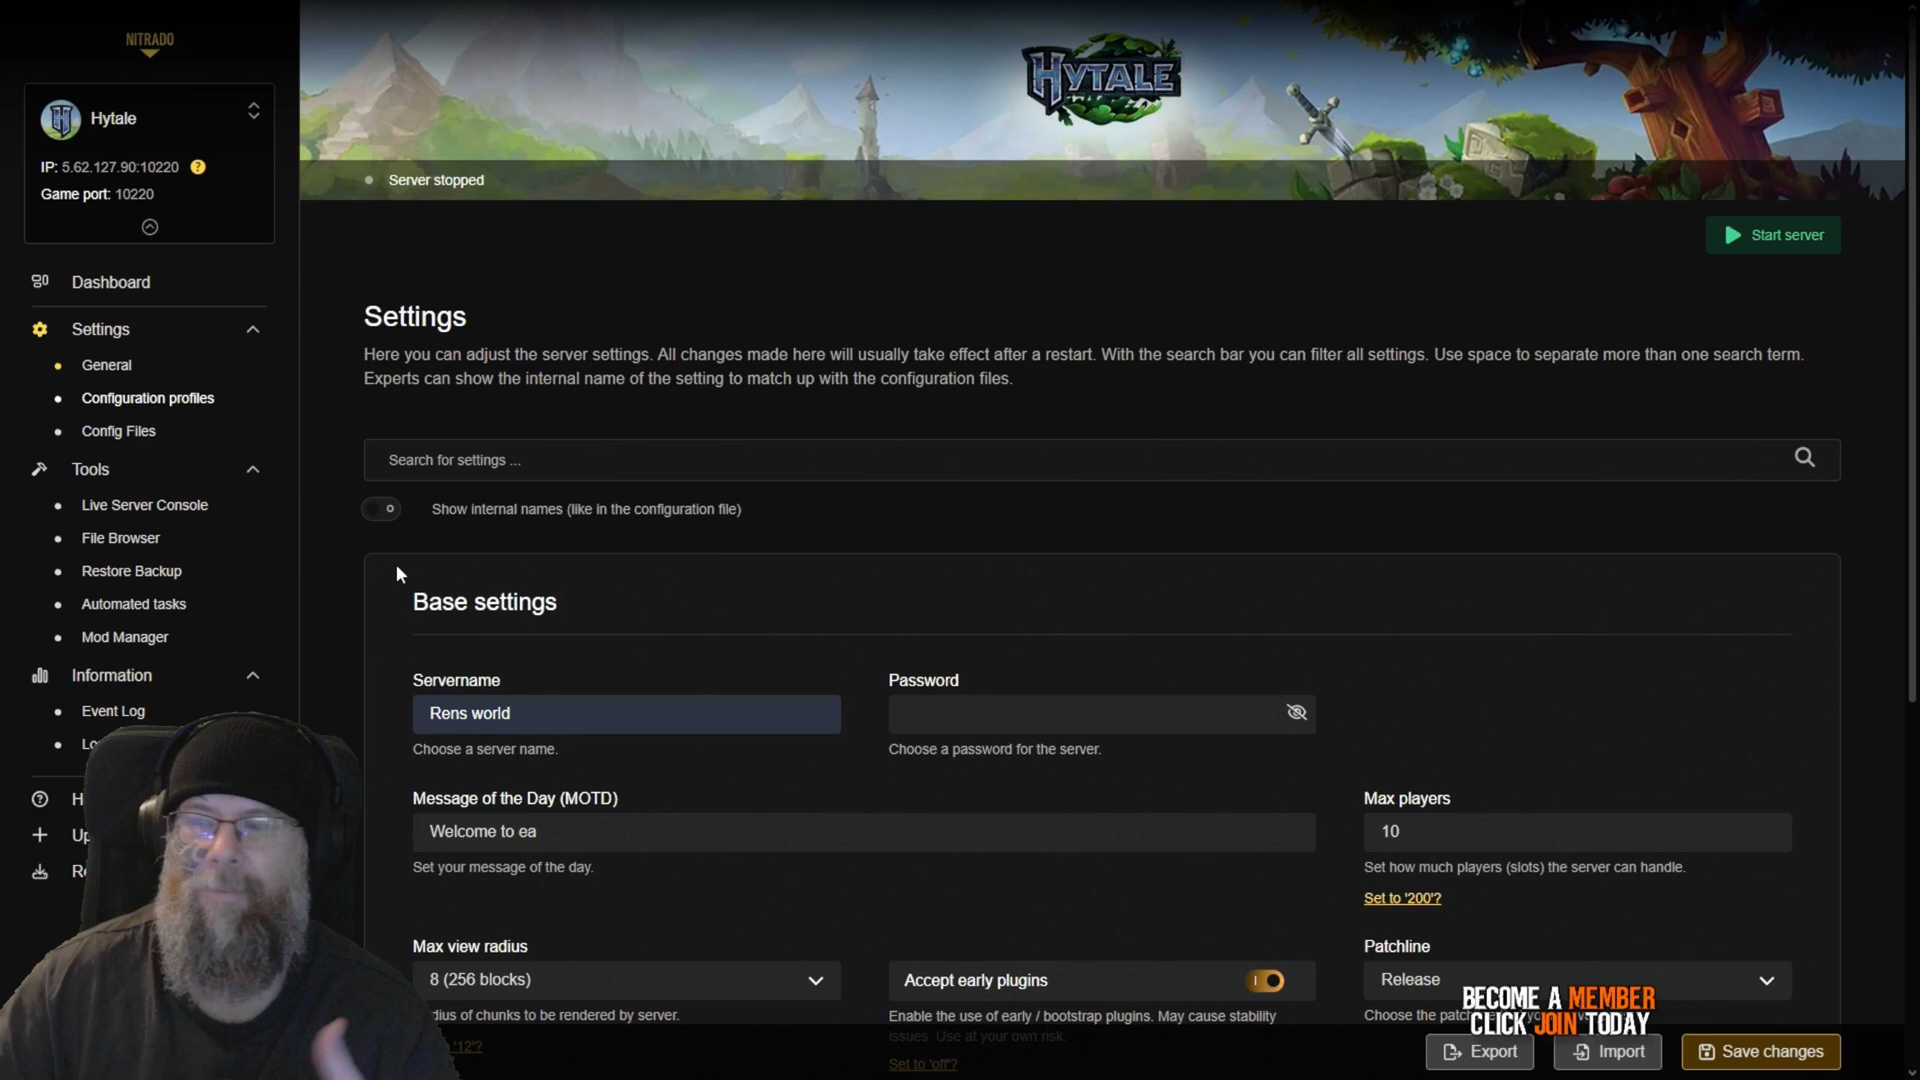 NITRADO
Hytale
IP: 5.62.127.90:10220 ?
Game port: 10220
Dashboard
Settings
General
Configuration profiles
Config Files
Tools
Live Server Console
File Browser
Restore Backup
Automated tasks
Mod Manager
Information
Event Log
HYTALE
Server stopped
Start server
Settings
Here you can adjust the server settings. All changes made here will usually take effect after a restart. With the search bar you can filter all settings. Use space to separate more than one search term.
Experts can show the internal name of the setting to match up with the configuration files.
Search for settings ...
Show internal names (like in the configuration file)
Base settings
Servername
Rens world
Choose a server name.
Password
Choose a password for the server.
Message of the Day (MOTD)
Welcome to ea
Set your message of the day.
Max players
10
Set how much players (slots) the server can handle.
Set to '200'?
Max view radius
8 (256 blocks)
of chunks to be rendered by server.
'12'?
Accept early plugins
Enable the use of early / bootstrap plugins. May cause stability
issues. Use at your own risk.
Set to 'off'?
Patchline
Release
Choose the
BECOME A MEMBER
CLICK JOIN TODAY
Export
Import
Save changes